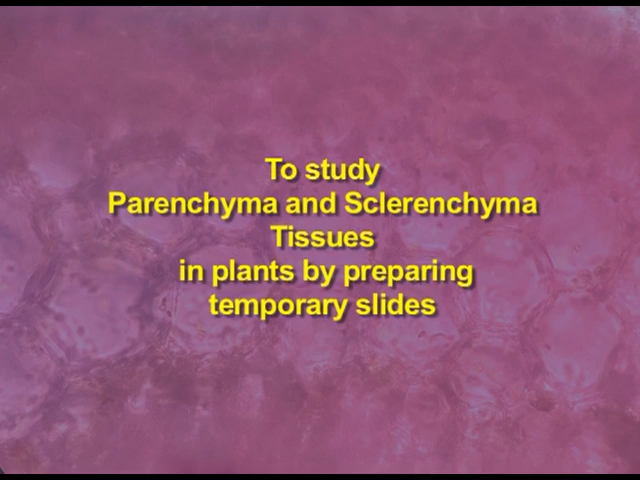 To study
Parenchyma and Sclerenchyma
Tissues
in plants by preparing
temporary slides